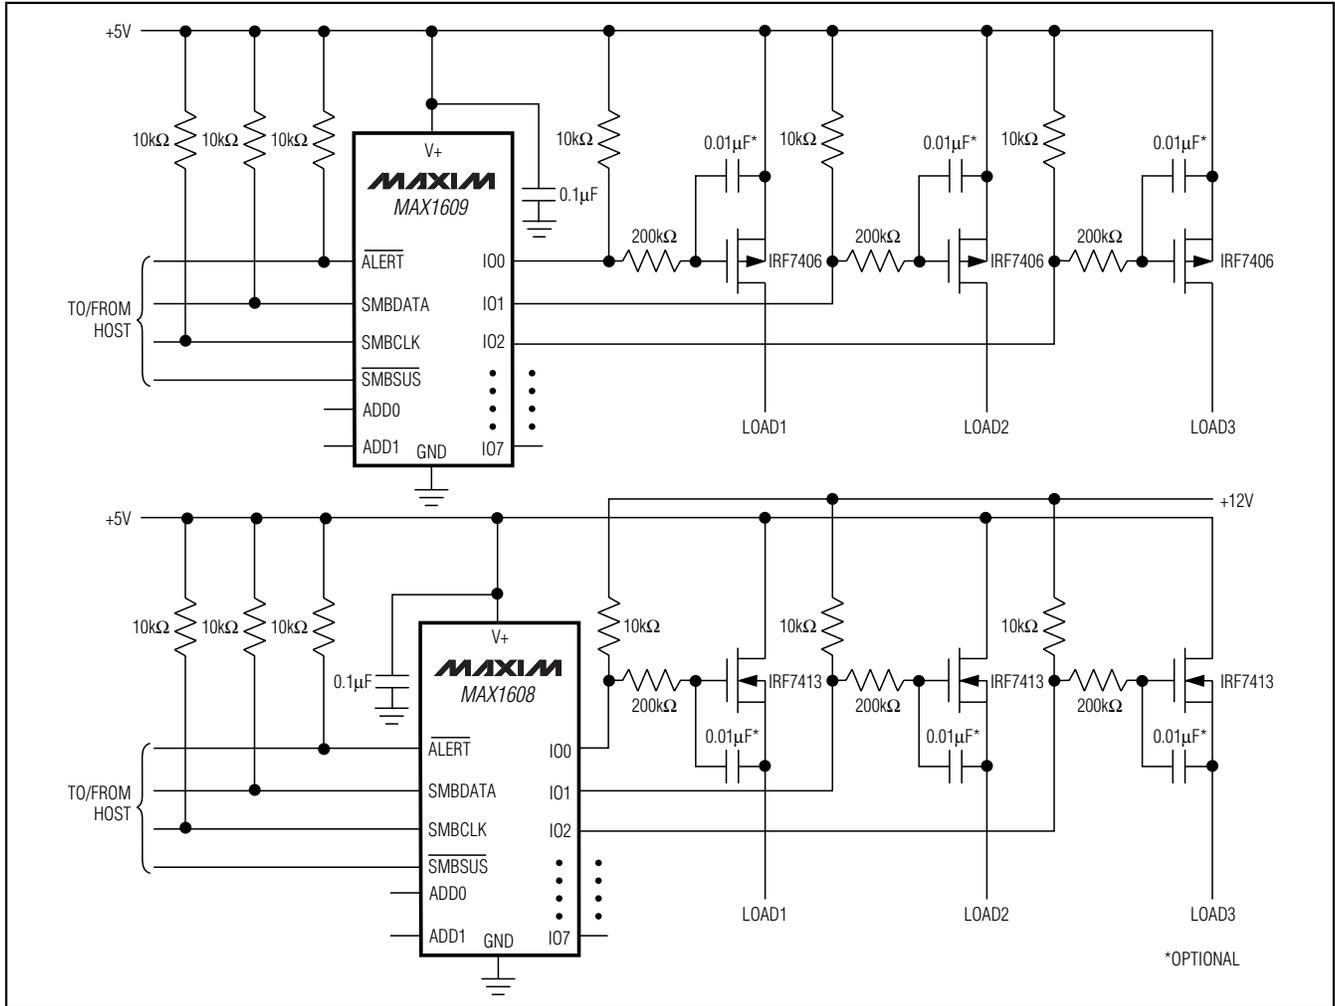 +5V
10kΩ
10kΩ
10kΩ
V+
MAXIM
MAX1609
0.1µF
10kΩ
0.01µF*
10kΩ
0.01µF*
10kΩ
0.01µF*
200kΩ
IRF7406
200kΩ
IRF7406
200kΩ
IRF7406
TO/FROM
HOST
ALERT
SMBDATA
SMBCLK
SMBSUS
ADD0
ADD1
GND
IO0
IO1
IO2
IO7
LOAD1
LOAD2
LOAD3
+12V
+5V
10kΩ
10kΩ
10kΩ
0.1µF
V+
MAXIM
MAX1608
10kΩ
10kΩ
10kΩ
200kΩ
IRF7413
200kΩ
IRF7413
200kΩ
IRF7413
0.01µF*
0.01µF*
0.01µF*
TO/FROM
HOST
ALERT
SMBDATA
SMBCLK
SMBSUS
ADD0
ADD1
GND
IO0
IO1
IO2
IO7
LOAD1
LOAD2
LOAD3
*OPTIONAL